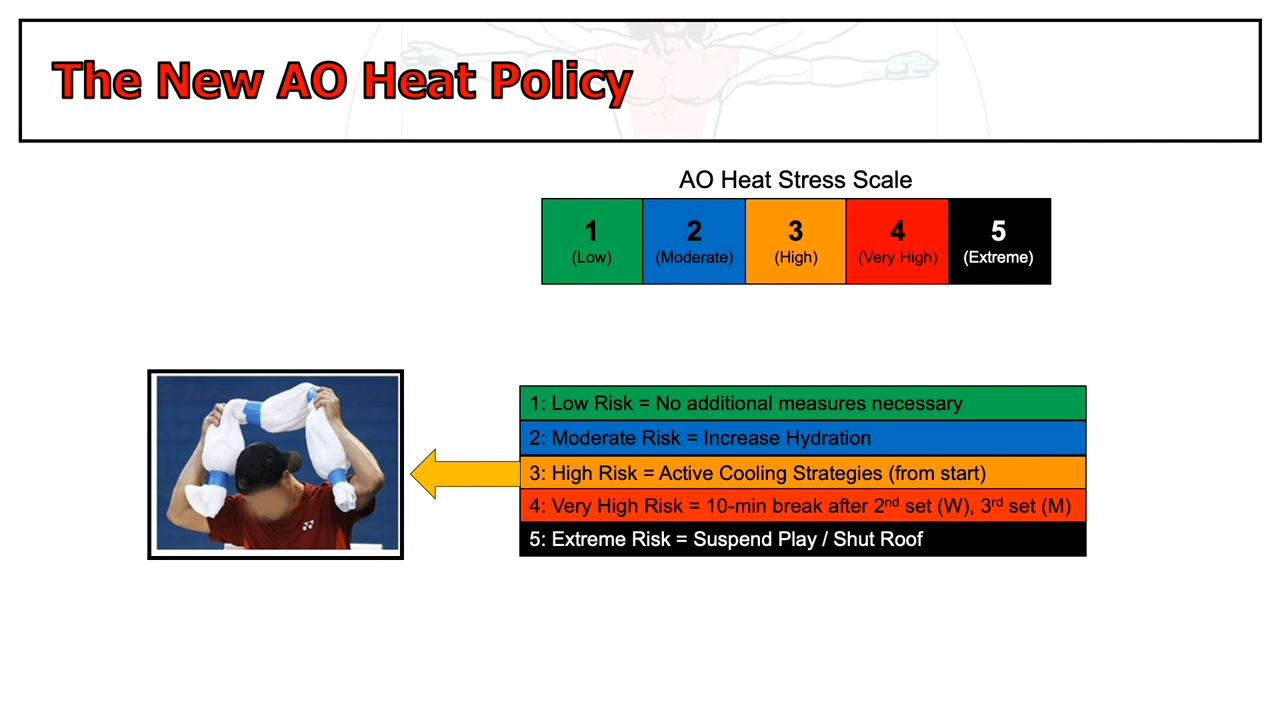 The New AO Heat Policy
AO Heat Stress Scale
1
(Low)
2
(Moderate)
3
(High)
4
(Very High)
5
(Extreme)
1: Low Risk = No additional measures necessary
2: Moderate Risk = Increase Hydration
3: High Risk = Active Cooling Strategies (from start)
4: Very High Risk = 10-min break after 2nd set (W), 3rd set (M)
5: Extreme Risk = Suspend Play / Shut Roof